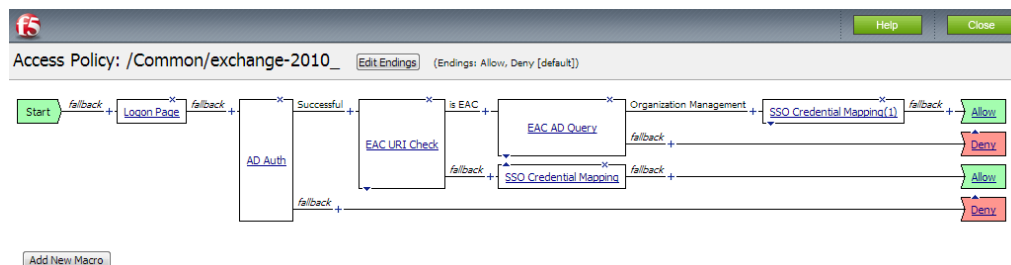 f5
Help
Close
Access Policy: /Common/exchange-2010_ Edit Endings (Endings: Allow, Deny [default])
Start fallback + Logon Page fallback + AD Auth Successful + EAC URI Check is EAC + EAC AD Query Organization Management + SSO Credential Mapping(1) fallback + Allow
fallback + Deny
fallback + SSO Credential Mapping fallback + Allow
fallback + Deny
Add New Macro